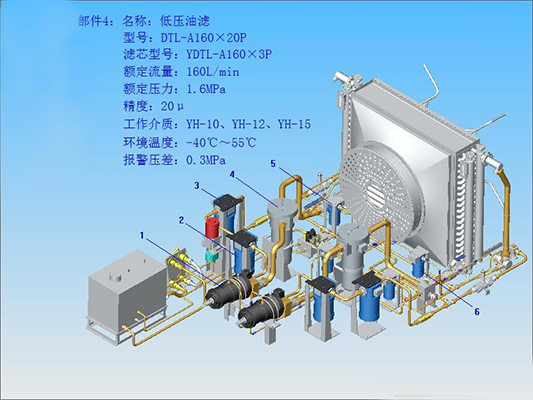 部件4：名称：低压油滤
型号：DTL-A160×20P
滤芯型号：YDTL-A160×3P
额定流量：160L/min
额定压力：1.6MPa
精度：20μ
工作介质：YH-10、YH-12、YH-15
环境温度：-40℃～55℃
报警压差：0.3MPa
5
4
3
2
1
6